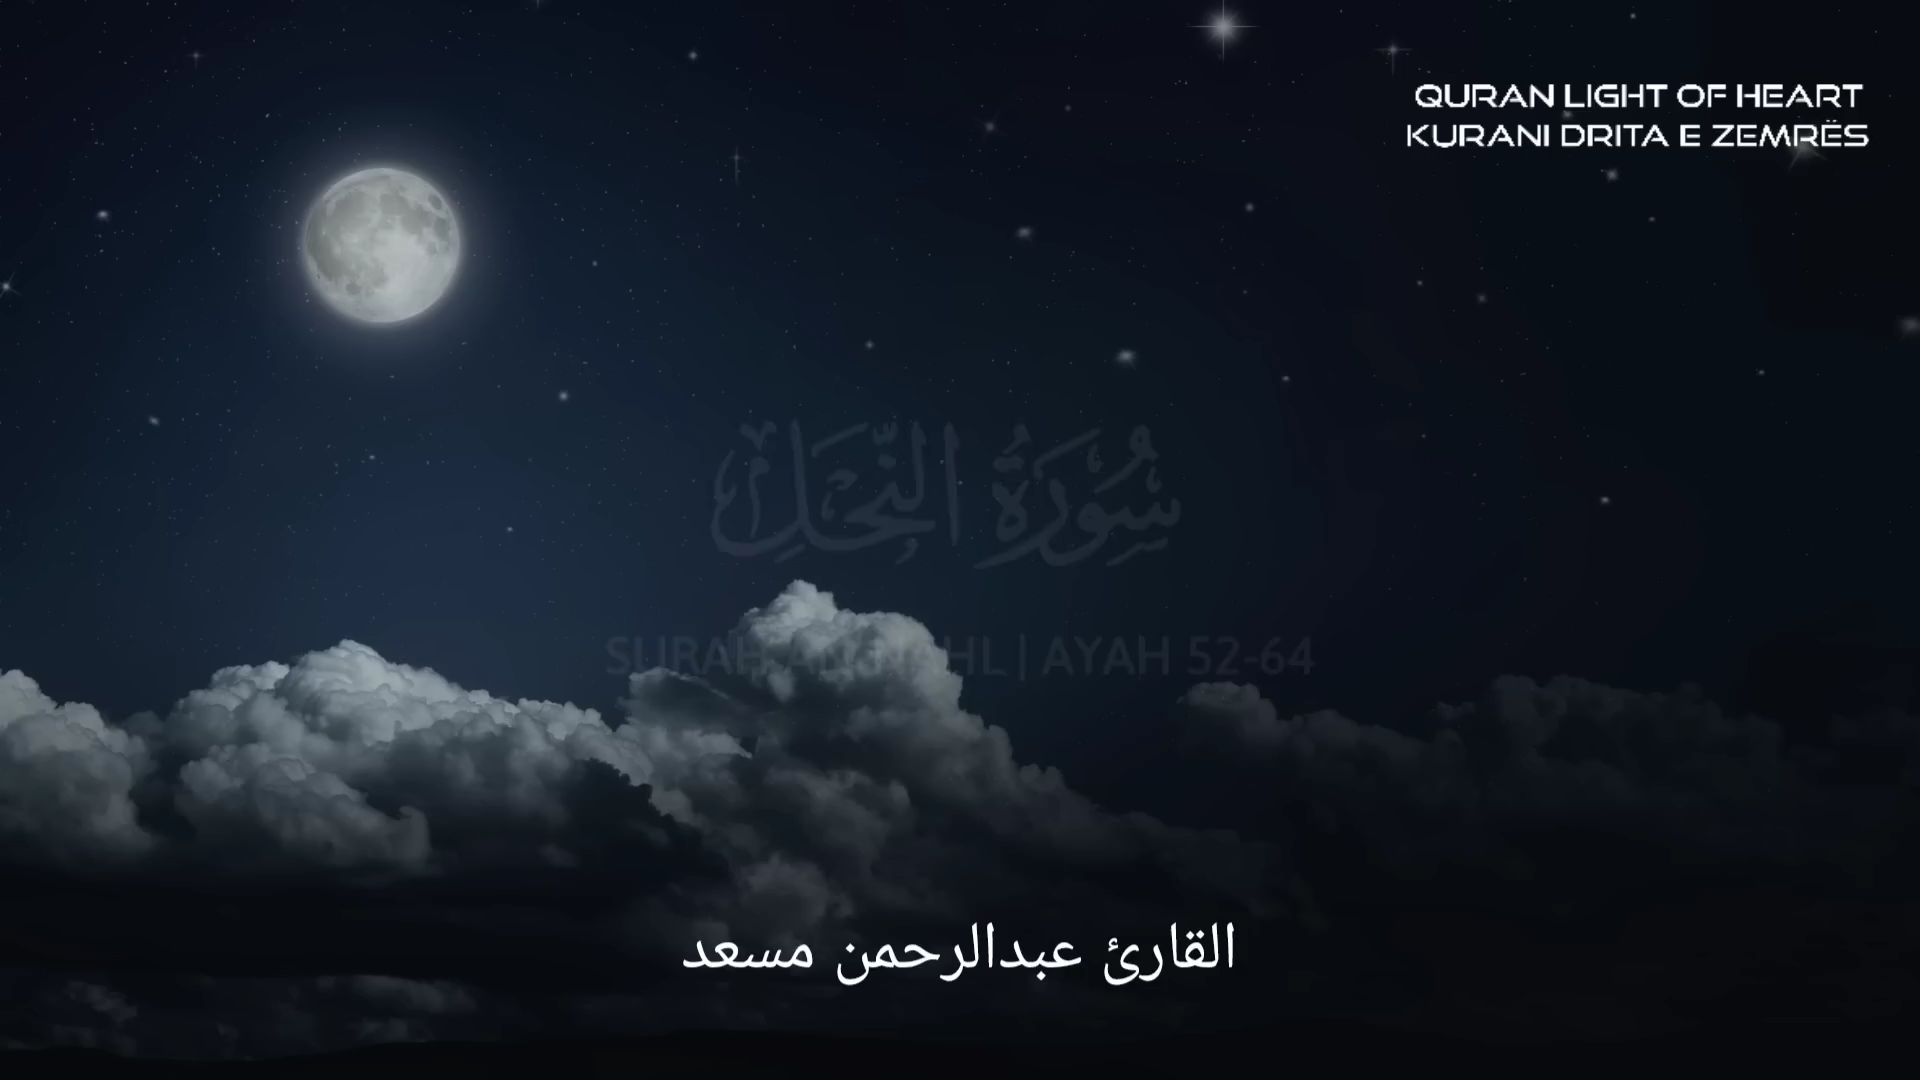 QURAN LIGHT OF HEART
KURANI DRITA E ZEMRËS
سُورَةُ النَّحْلِ
SURAH AN-NAHL | AYAH 52-64
القارئ عبدالرحمن مسعد